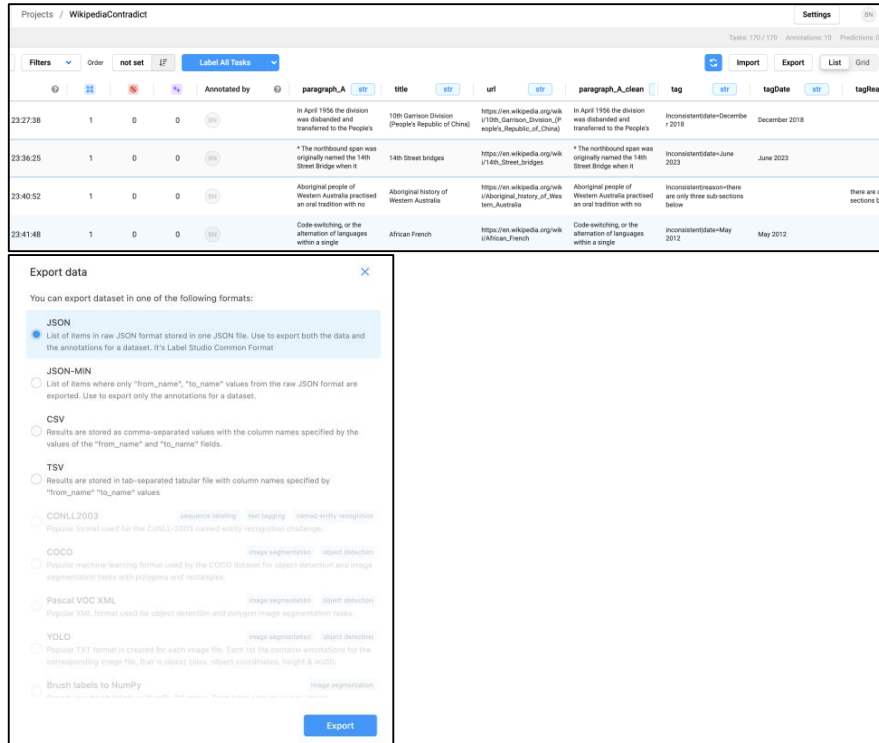 Projects / WikipediaContradict Settings BN
Tasks: 170 / 170 Annotations: 10 Predictions: 0
Filters Order not set Label All Tasks Import Export List Grid
Annotated by paragraph_A str title str url str paragraph_A_clean tag str tagDate str tagRea
23:27:38 1 0 0 BN
In April 1956 the division
was disbanded and
transferred to the People's
10th Garrison Division
(People's Republic of China)
https://en.wikipedia.org/wik
i/10th_Garrison_Division_(P
eople's_Republic_of_China)
In April 1956 the division
was disbanded and
transferred to the People's
Inconsistent|date=Decembe
r 2018
December 2018
23:36:25 1 0 0 BN
* The northbound span was
originally named the 14th
Street Bridge when it
14th Street bridges
https://en.wikipedia.org/wik
i/14th_Street_bridges
* The northbound span was
originally named the 14th
Street Bridge when it
Inconsistent|date=June
2023
June 2023
23:40:52 1 0 0 BN
Aboriginal people of
Western Australia practised
an oral tradition with no
Aboriginal history of
Western Australia
https://en.wikipedia.org/wik
i/Aboriginal_history_of_Wes
tern_Australia
Aboriginal people of
Western Australia practised
an oral tradition with no
Inconsistent|reason=there
are only three sub-sections
below
there are o
sections b
23:41:48 1 0 0 BN
Code-switching, or the
alternation of languages
within a single
African French
https://en.wikipedia.org/wik
i/African_French
Code-switching, or the
alternation of languages
within a single
inconsistent|date=May
2012
May 2012
Export data
You can export dataset in one of the following formats:
JSON
List of items in raw JSON format stored in one JSON file. Use to export both the data and
the annotations for a dataset. It's Label Studio Common Format
JSON-MIN
List of items where only "from_name", "to_name" values from the raw JSON format are
exported. Use to export only the annotations for a dataset.
CSV
Results are stored as comma-separated values with the column names specified by the
values of the "from_name" and "to_name" fields.
TSV
Results are stored in tab-separated tabular file with column names specified by
"from_name" "to_name" values
CONLL2003 sequence labeling text tagging named entity recognition
Popular format used for the CoNLL-2003 named entity recognition challenge.
COCO image segmentation object detection
Popular machine learning format used by the COCO dataset for object detection and image
segmentation tasks with polygons and rectangles.
Pascal VOC XML image segmentation object detection
Popular XML format used for object detection and polygon image segmentation tasks.
YOLO image segmentation object detection
Popular TXT format is created for each image file. Each txt file contains annotations for the
corresponding image file, that is object class, object coordinates, height & width.
Brush labels to NumPy image segmentation
Export